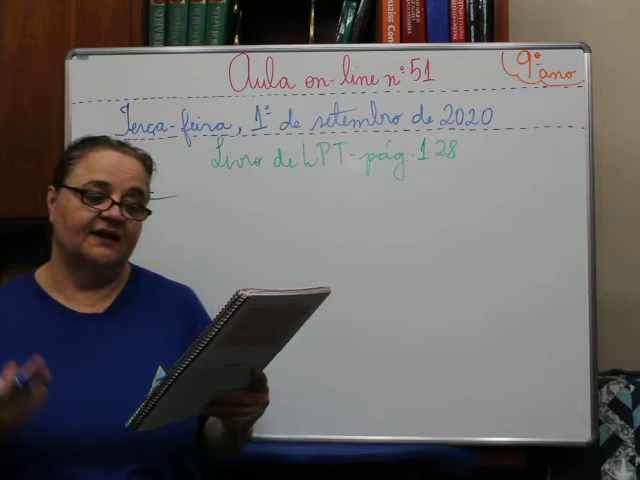 Aula on-line nº 51
9º ano
Terça-feira, 1º de setembro de 2020
Livro de LPT - pág. 128